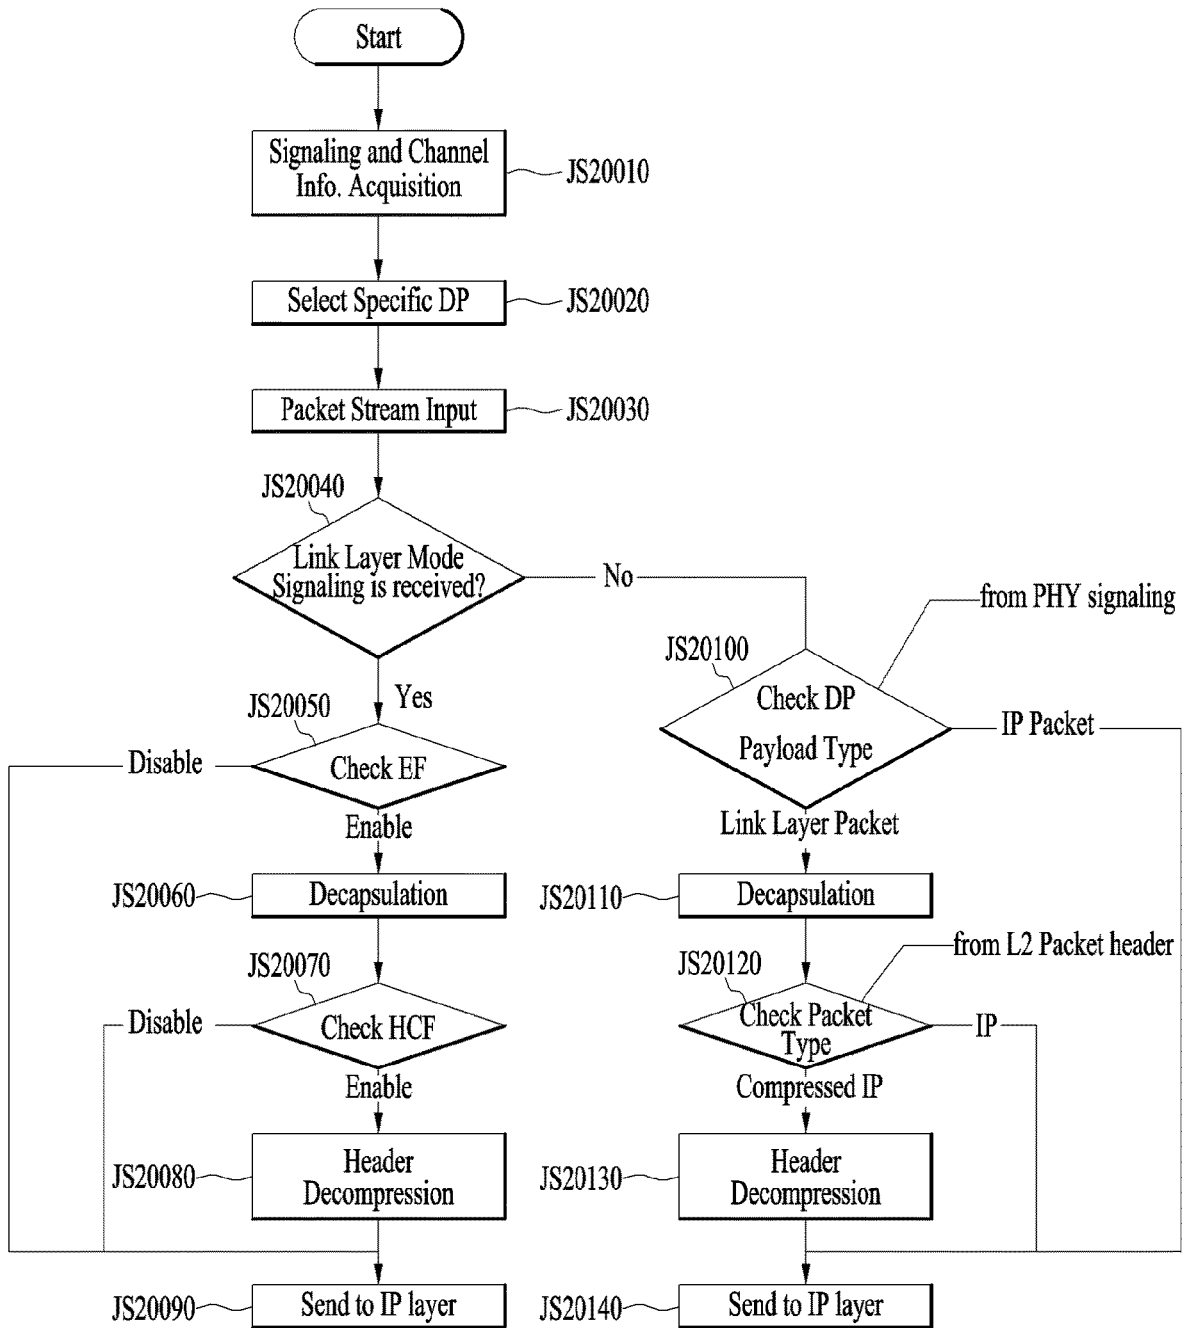 Start
Signaling and Channel
Info. Acquisition
JS20010
Select Specific DP
JS20020
Packet Stream Input
JS20030
JS20040
Link Layer Mode
Signaling is received?
No
from PHY signaling
JS20100
Check DP
Payload Type
IP Packet
Yes
JS20050
Disable
Check EF
Enable
Link Layer Packet
JS20060
Decapsulation
JS20110
Decapsulation
from L2 Packet header
JS20070
JS20120
Disable
Check HCF
Check Packet
Type
IP
Enable
Compressed IP
JS20080
Header
Decompression
JS20130
Header
Decompression
JS20090
Send to IP layer
JS20140
Send to IP layer